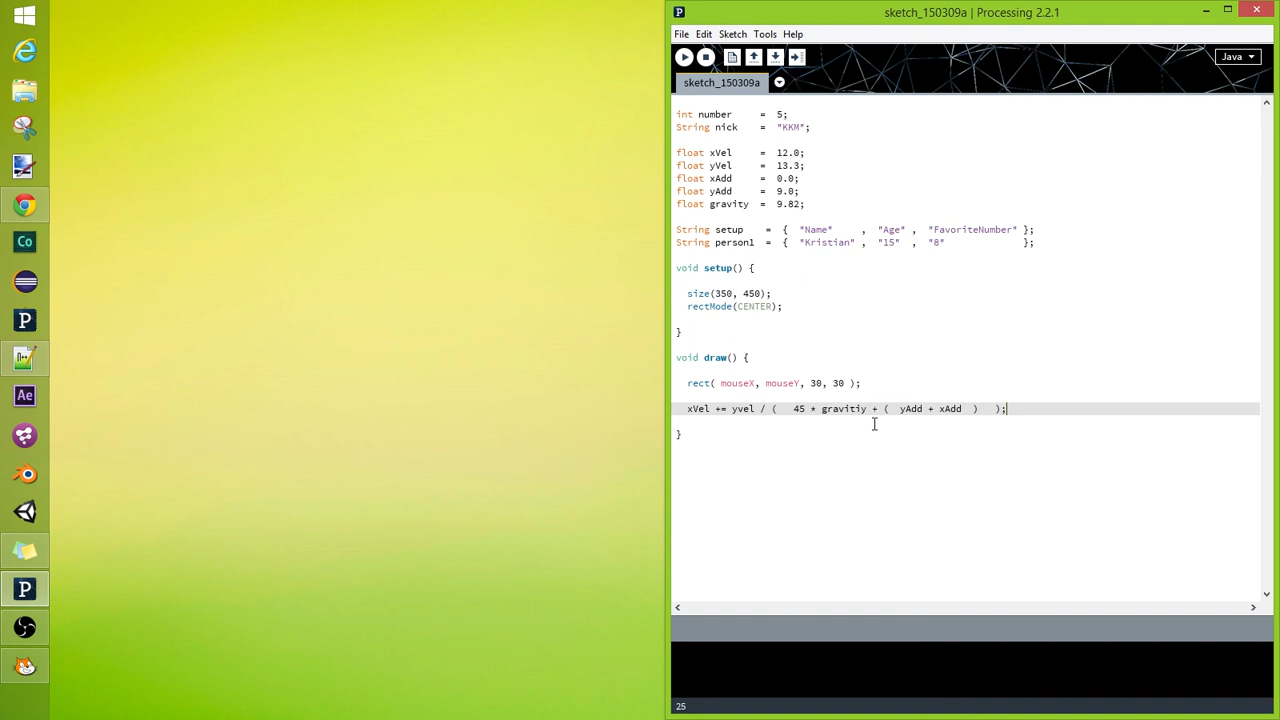 sketch_150309a | Processing 2.2.1
File Edit Sketch Tools Help
Java
sketch_150309a
int number = 5;
String nick = "KKM";
float xVel = 12.0;
float yVel = 13.3;
float xAdd = 0.0;
float yAdd = 9.0;
float gravity = 9.82;
String setup = { "Name" , "Age" , "FavoriteNumber" };
String person1 = { "Kristian" , "15" , "8" };
void setup() {
size(350, 450);
rectMode(CENTER);
}
void draw() {
rect( mouseX, mouseY, 30, 30 );
xVel += yvel / ( 45 * gravitiy + ( yAdd + xAdd ) );
}
25
Co
P
Ae
P